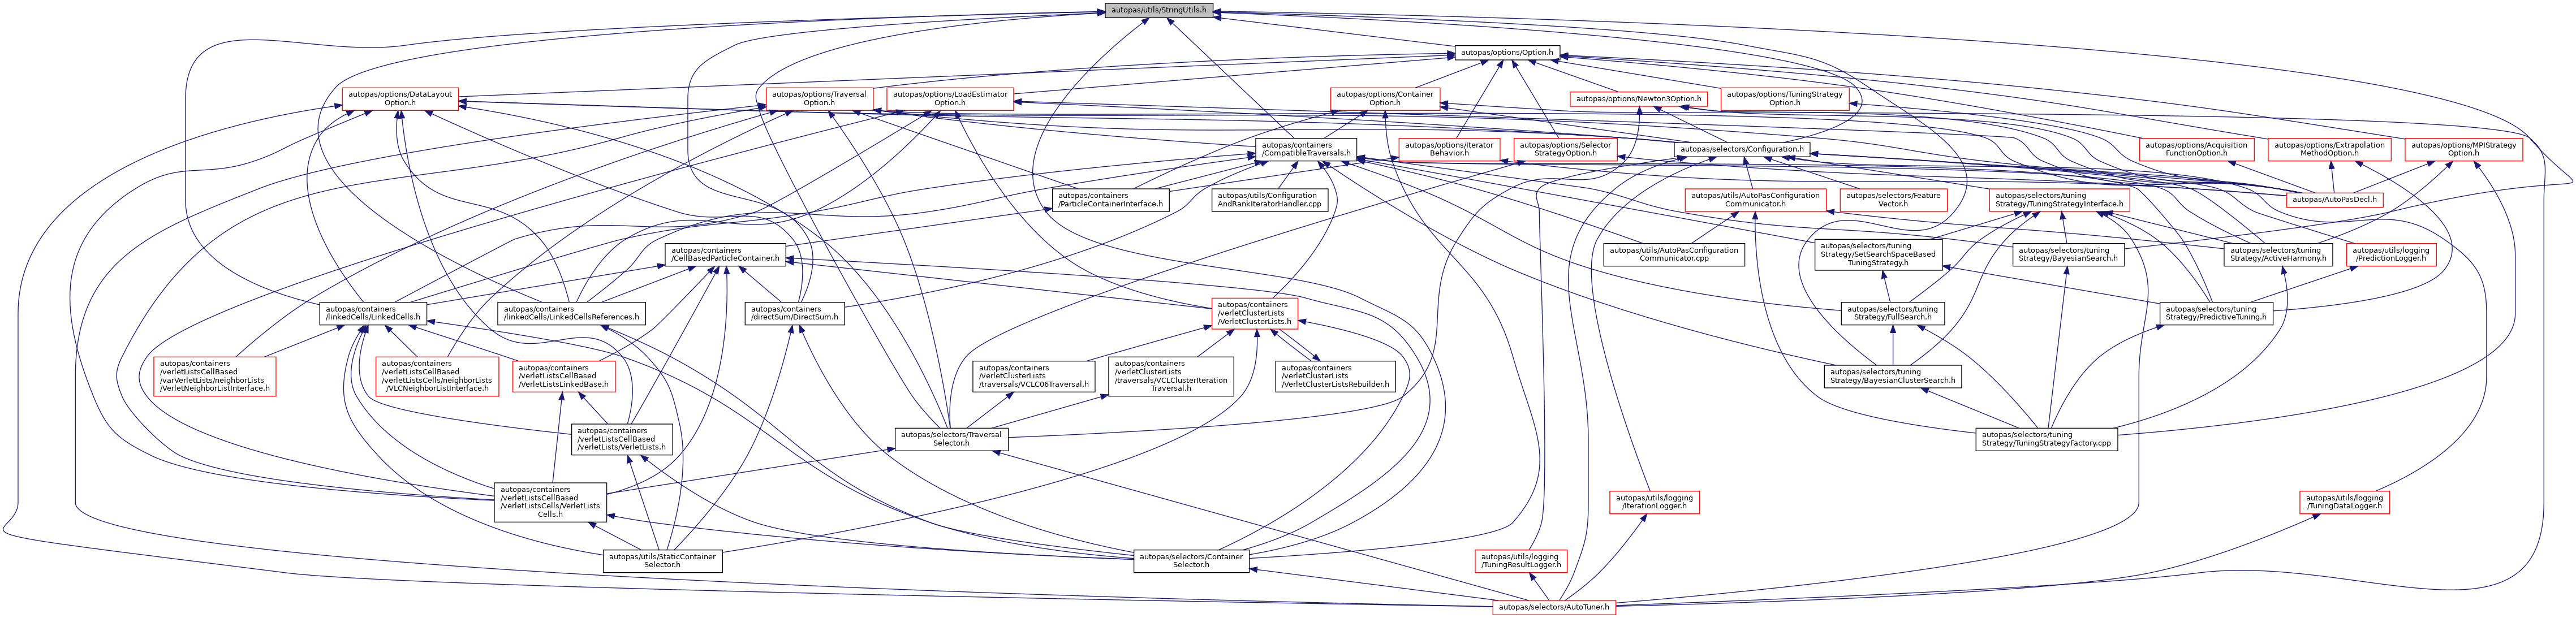 autopas/utils/StringUtils.h
autopas/options/Option.h
autopas/options/DataLayout
Option.h
autopas/options/Traversal
Option.h
autopas/options/LoadEstimator
Option.h
autopas/options/Container
Option.h
autopas/options/Newton3Option.h
autopas/options/TuningStrategy
Option.h
autopas/containers
/CompatibleTraversals.h
autopas/options/Iterator
Behavior.h
autopas/options/Selector
StrategyOption.h
autopas/selectors/Configuration.h
autopas/options/Acquisition
FunctionOption.h
autopas/options/Extrapolation
MethodOption.h
autopas/options/MPIStrategy
Option.h
autopas/containers
/ParticleContainerInterface.h
autopas/utils/Configuration
AndRankIteratorHandler.cpp
autopas/utils/AutoPasConfiguration
Communicator.h
autopas/selectors/Feature
Vector.h
autopas/selectors/tuning
Strategy/TuningStrategyInterface.h
autopas/AutoPasDecl.h
autopas/containers
/CellBasedParticleContainer.h
autopas/utils/AutoPasConfiguration
Communicator.cpp
autopas/selectors/tuning
Strategy/SetSearchSpaceBased
TuningStrategy.h
autopas/selectors/tuning
Strategy/BayesianSearch.h
autopas/selectors/tuning
Strategy/ActiveHarmony.h
autopas/utils/logging
/PredictionLogger.h
autopas/containers
/linkedCells/LinkedCells.h
autopas/containers
/linkedCells/LinkedCellsReferences.h
autopas/containers
/directSum/DirectSum.h
autopas/containers
/verletClusterLists
/VerletClusterLists.h
autopas/selectors/tuning
Strategy/FullSearch.h
autopas/selectors/tuning
Strategy/PredictiveTuning.h
autopas/containers
/verletListsCellBased
/varVerletLists/neighborLists
/VerletNeighborListInterface.h
autopas/containers
/verletListsCellBased
/verletListsCells/neighborLists
/VLCNeighborListInterface.h
autopas/containers
/verletListsCellBased
/VerletListsLinkedBase.h
autopas/containers
/verletClusterLists
/traversals/VCLC06Traversal.h
autopas/containers
/verletClusterLists
/traversals/VCLClusterIteration
Traversal.h
autopas/containers
/verletClusterLists
/VerletClusterListsRebuilder.h
autopas/selectors/tuning
Strategy/BayesianClusterSearch.h
autopas/containers
/verletListsCellBased
/verletLists/VerletLists.h
autopas/selectors/Traversal
Selector.h
autopas/selectors/tuning
Strategy/TuningStrategyFactory.cpp
autopas/containers
/verletListsCellBased
/verletListsCells/VerletLists
Cells.h
autopas/utils/logging
/IterationLogger.h
autopas/utils/logging
/TuningDataLogger.h
autopas/utils/StaticContainer
Selector.h
autopas/selectors/Container
Selector.h
autopas/utils/logging
/TuningResultLogger.h
autopas/selectors/AutoTuner.h